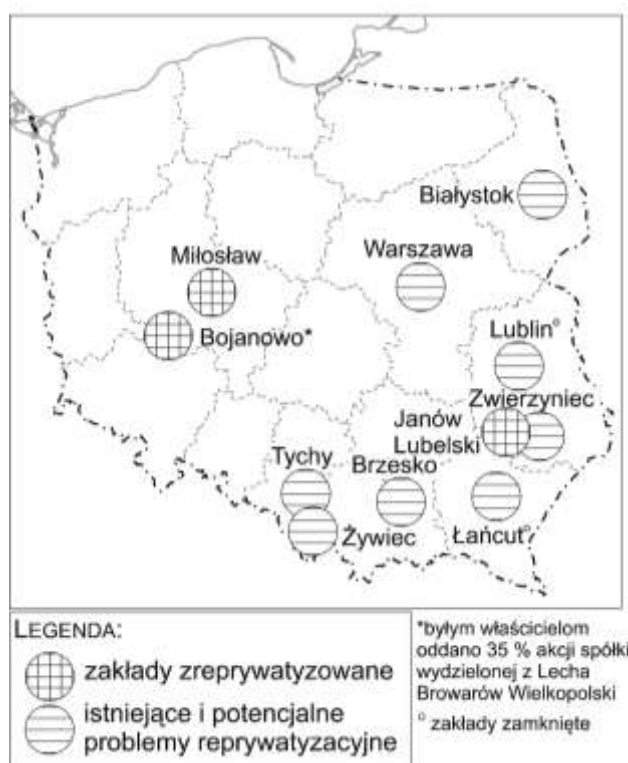 Białystok
Warszawa
Miłosław
Bojanowo*
Lublin°
Zwierzyniec
Janów
Lubelski
Tychy
Brzesko
Żywiec
Łańcut°
LEGENDA:
zakłady zreprywatyzowane
istniejące i potencjalne
problemy reprywatyzacyjne
*byłym właścicielom
oddano 35 % akcji spółki
wydzielonej z Lecha
Browarów Wielkopolski
° zakłady zamknięte